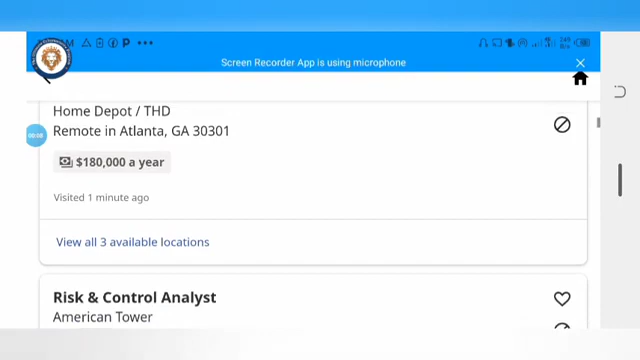 Screen Recorder App is using microphone
Home Depot / THD
Remote in Atlanta, GA 30301
$180,000 a year
Visited 1 minute ago
View all 3 available locations
Risk & Control Analyst
American Tower